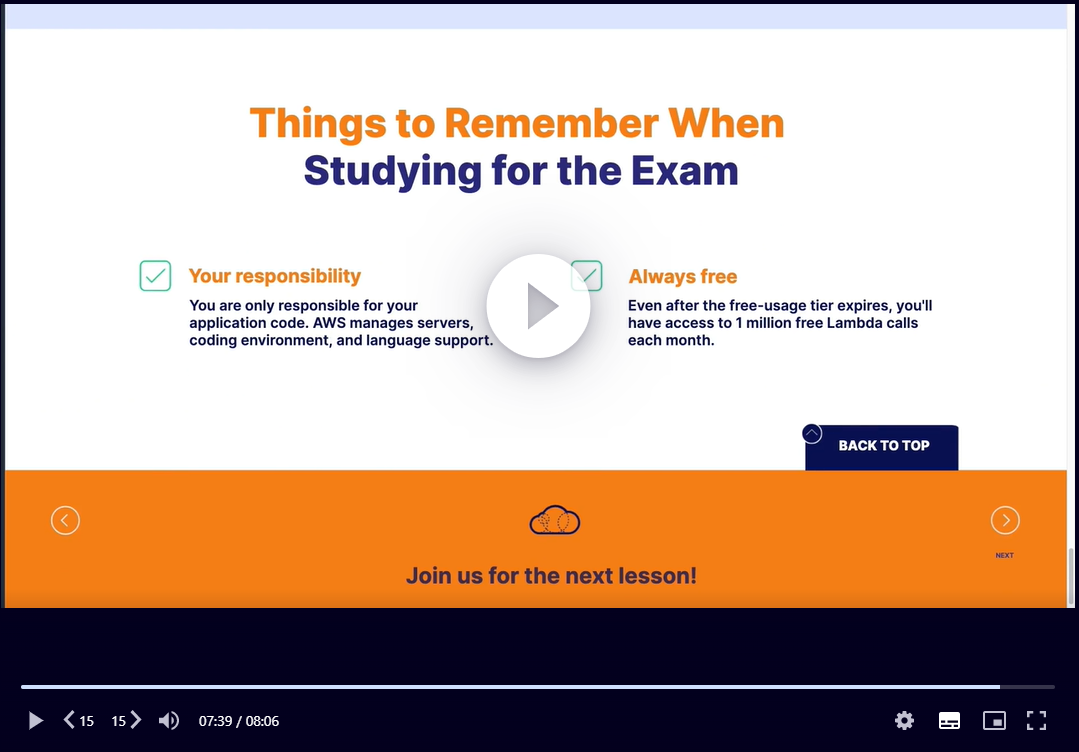 Things to Remember When
Studying for the Exam
Your responsibility
You are only responsible for your
application code. AWS manages servers,
coding environment, and language support.
Always free
Even after the free-usage tier expires, you'll
have access to 1 million free Lambda calls
each month.
BACK TO TOP
NEXT
Join us for the next lesson!
15
15
07:39 / 08:06